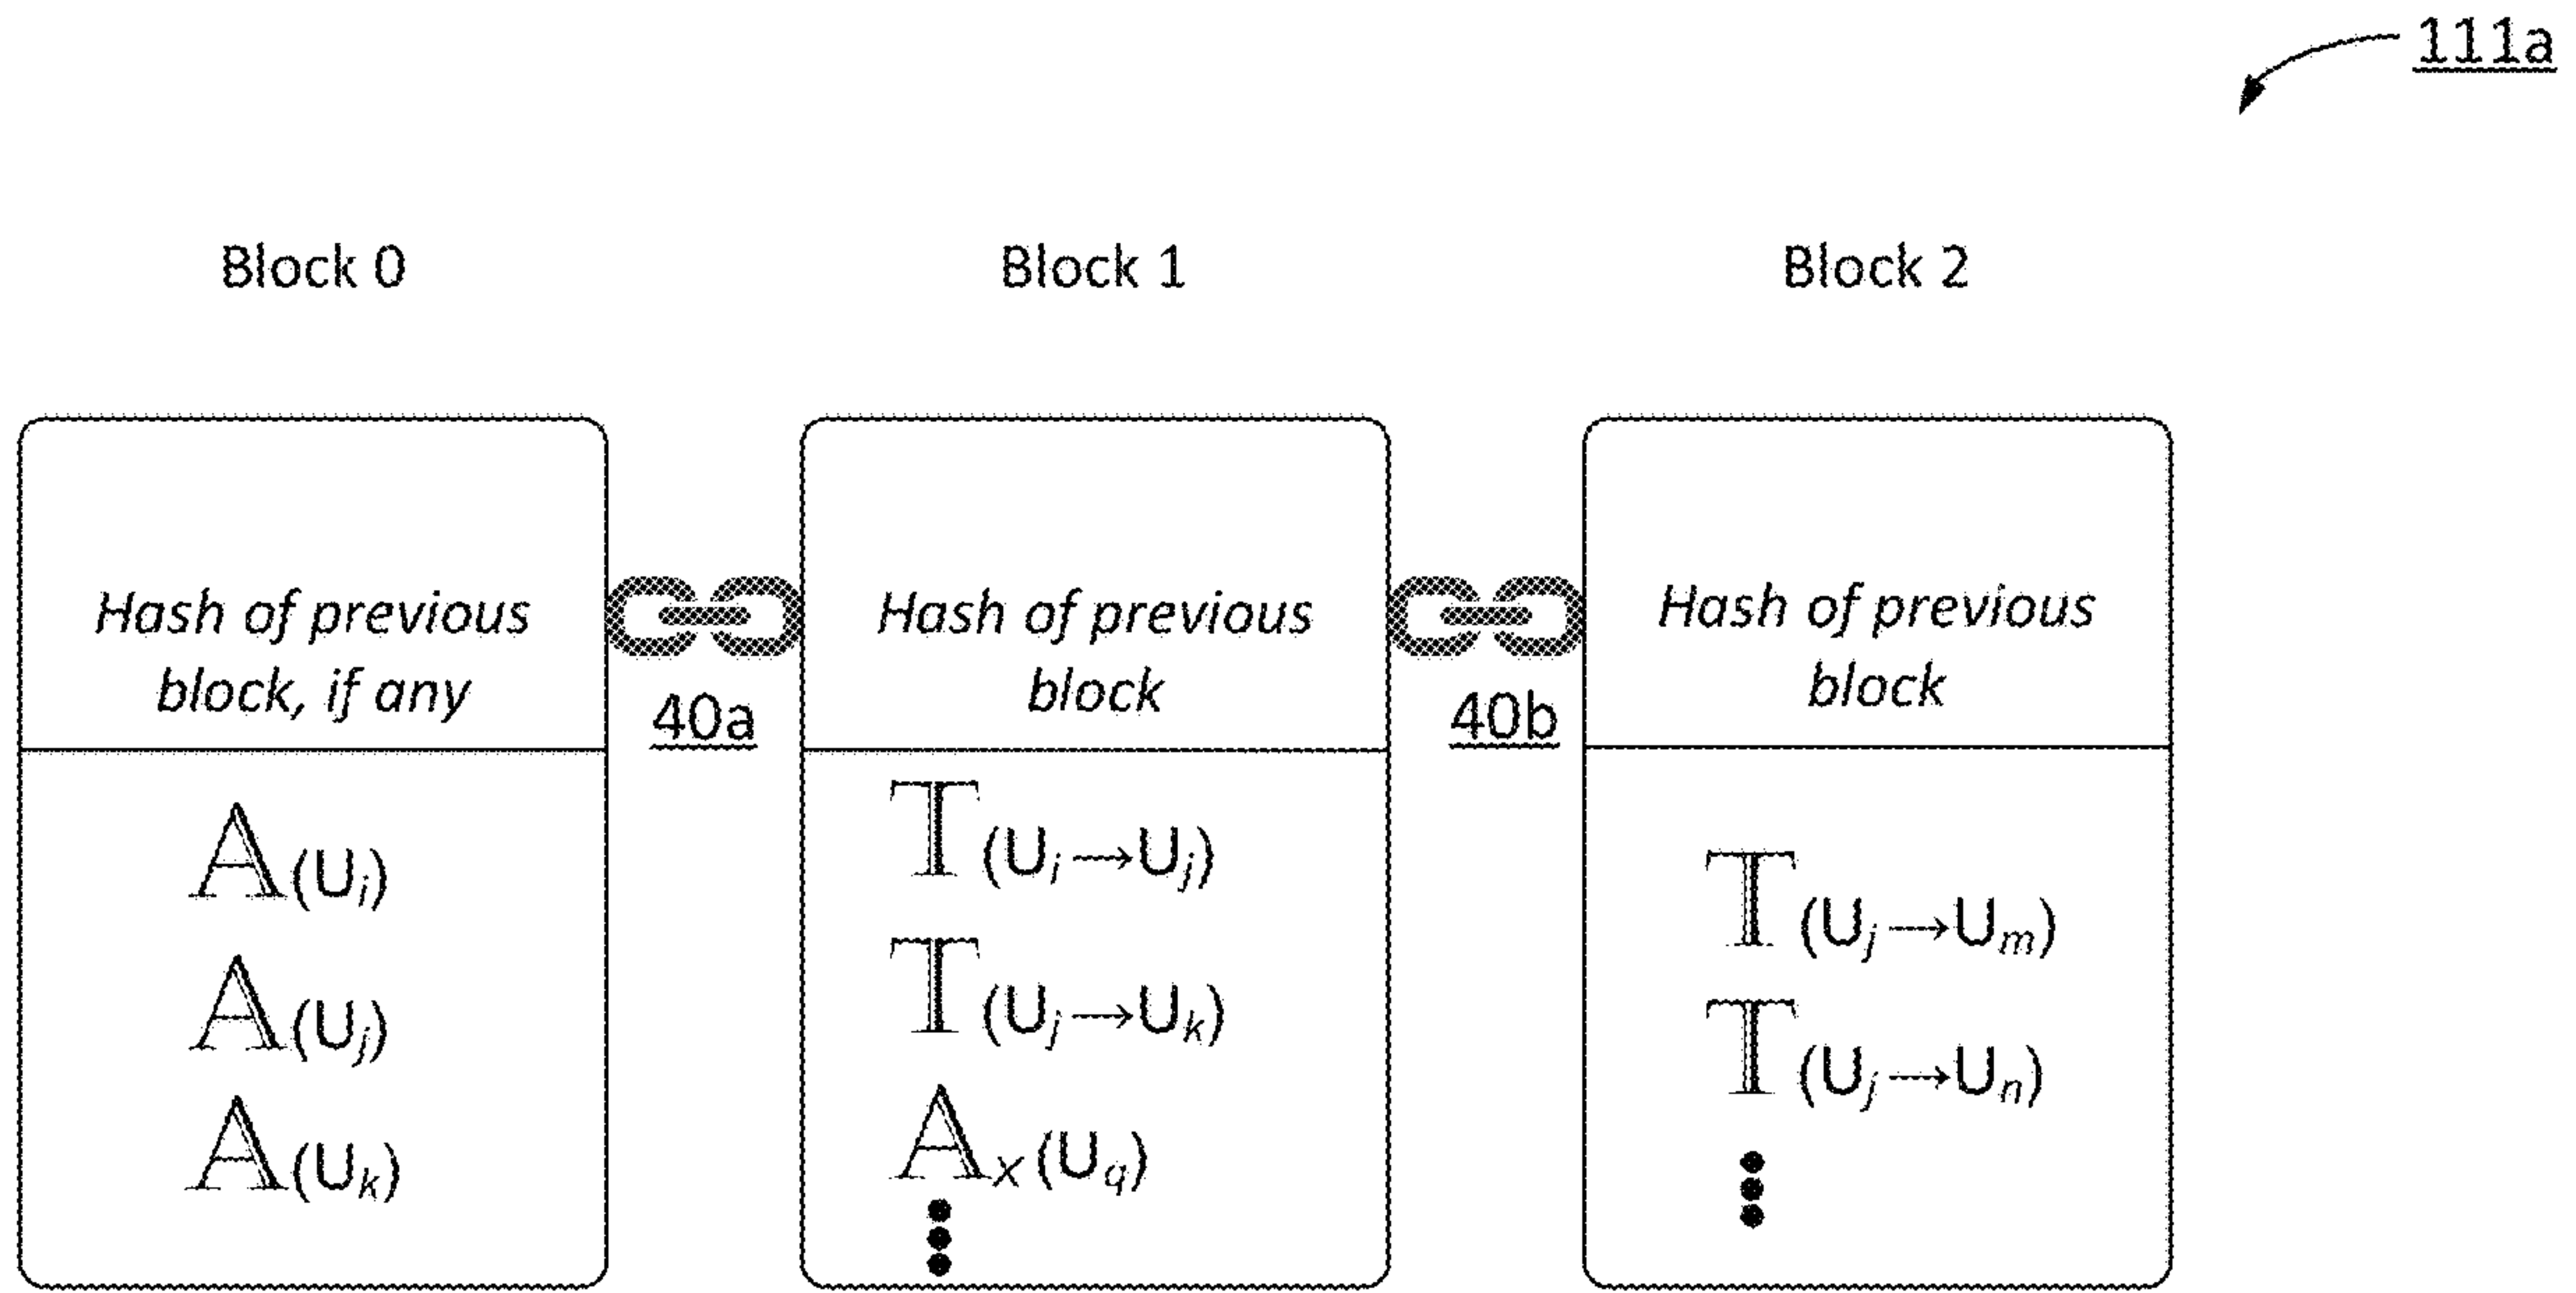 111a
Block 0
Block 1
Block 2
Hash of previous
block, if any
40a
Hash of previous
block
40b
Hash of previous
block
𝔸(Uᵢ)
𝔸(Uⱼ)
𝔸(Uₖ)
𝕋(Uᵢ→Uⱼ)
𝕋(Uⱼ→Uₖ)
𝔸ₓ(U_q)
𝕋(Uⱼ→Uₘ)
𝕋(Uⱼ→Uₙ)